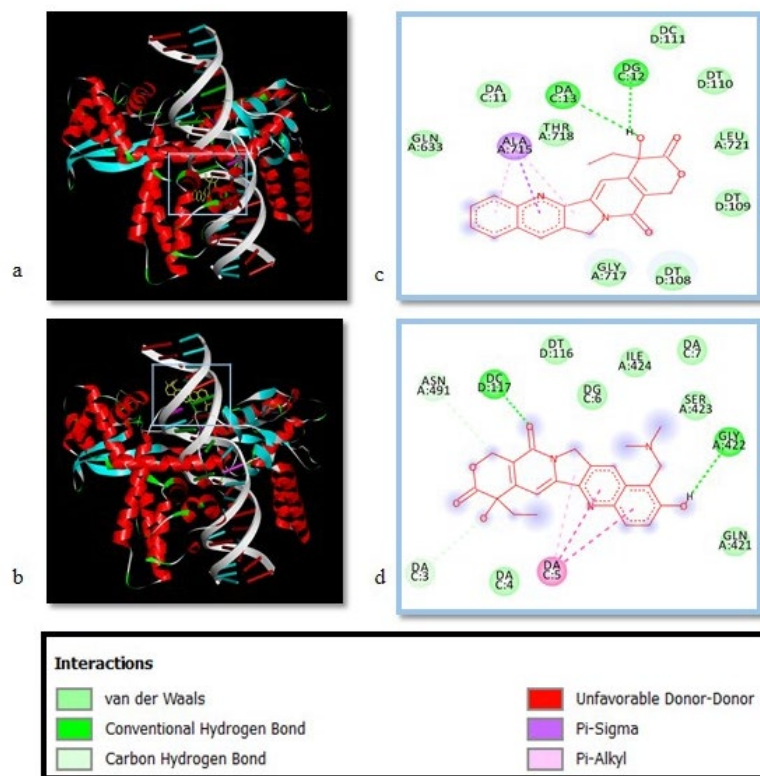 a
b
c
d
DC
D:111
DG
C:12
DA
C:13
DT
D:110
DA
C:11
THR
A:718
GLN
A:633
ALA
A:715
LEU
A:721
DT
D:109
GLY
A:717
DT
D:108
H
O
O
O
N
N
O
DT
D:116
ILE
A:424
DA
C:7
ASN
A:491
DC
D:117
DG
C:6
SER
A:423
GLY
A:422
GLN
A:421
DA
C:3
DA
C:4
DA
C:5
O
O
O
O
N
N
N
H
O
Interactions
van der Waals
Conventional Hydrogen Bond
Carbon Hydrogen Bond
Unfavorable Donor-Donor
Pi-Sigma
Pi-Alkyl